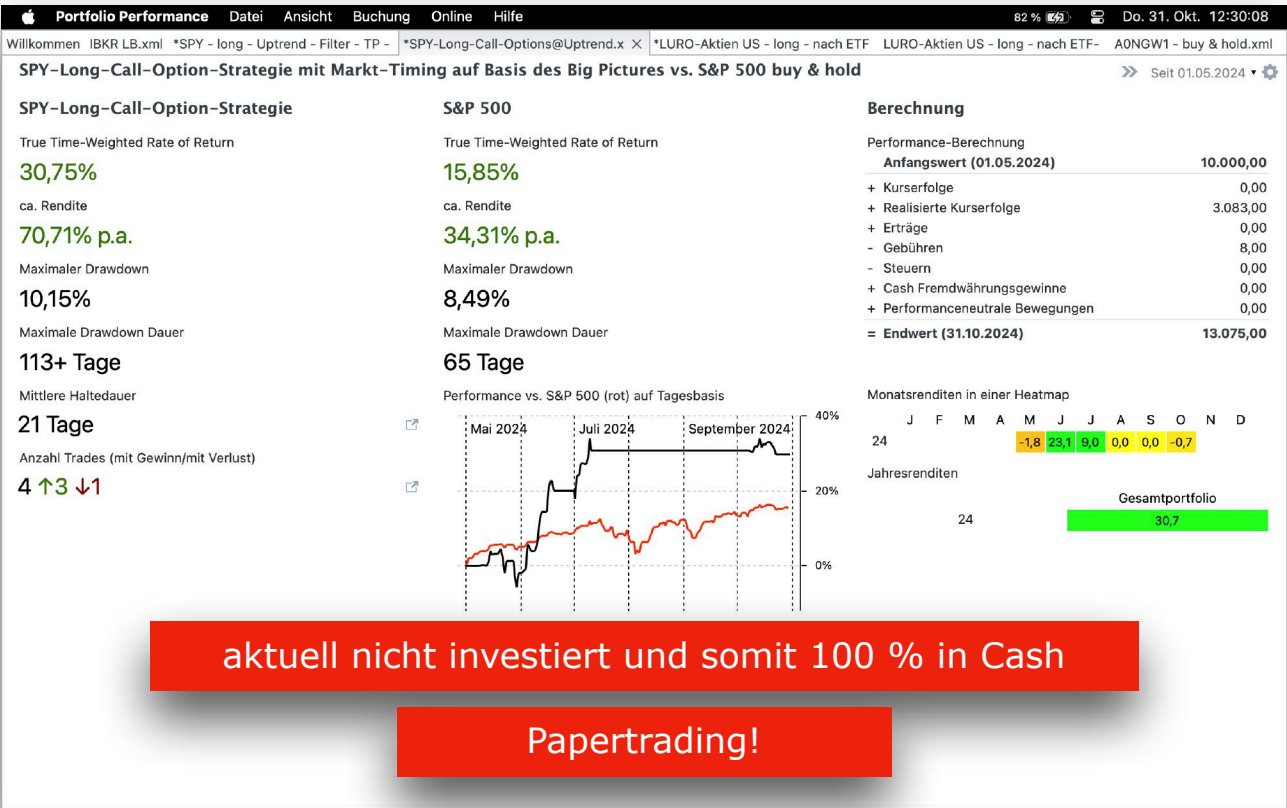 Portfolio Performance Datei Ansicht Buchung Online Hilfe 82 % Do. 31. Okt. 12:30:08
Willkommen IBKR LB.xml *SPY - long - Uptrend - Filter - TP - *SPY-Long-Call-Options@Uptrend.x × *LURO-Aktien US - long - nach ETF LURO-Aktien US - long - nach ETF- A0NGW1 - buy & hold.xml
SPY-Long-Call-Option-Strategie mit Markt-Timing auf Basis des Big Pictures vs. S&P 500 buy & hold
Seit 01.05.2024
SPY-Long-Call-Option-Strategie
True Time-Weighted Rate of Return
30,75%
ca. Rendite
70,71% p.a.
Maximaler Drawdown
10,15%
Maximale Drawdown Dauer
113+ Tage
Mittlere Haltedauer
21 Tage
Anzahl Trades (mit Gewinn/mit Verlust)
4 ↑3 ↓1
S&P 500
True Time-Weighted Rate of Return
15,85%
ca. Rendite
34,31% p.a.
Maximaler Drawdown
8,49%
Maximale Drawdown Dauer
65 Tage
Performance vs. S&P 500 (rot) auf Tagesbasis
Mai 2024 Juli 2024 September 2024
40%
20%
0%
Berechnung
Performance-Berechnung
Anfangswert (01.05.2024) 10.000,00
+ Kurserfolge 0,00
+ Realisierte Kurserfolge 3.083,00
+ Erträge 0,00
- Gebühren 8,00
- Steuern 0,00
+ Cash Fremdwährungsgewinne 0,00
+ Performanceneutrale Bewegungen 0,00
= Endwert (31.10.2024) 13.075,00
Monatsrenditen in einer Heatmap
J F M A M J J A S O N D
24 -1,8 23,1 9,0 0,0 0,0 -0,7
Jahresrenditen
Gesamtportfolio
24 30,7
aktuell nicht investiert und somit 100 % in Cash
Papertrading!